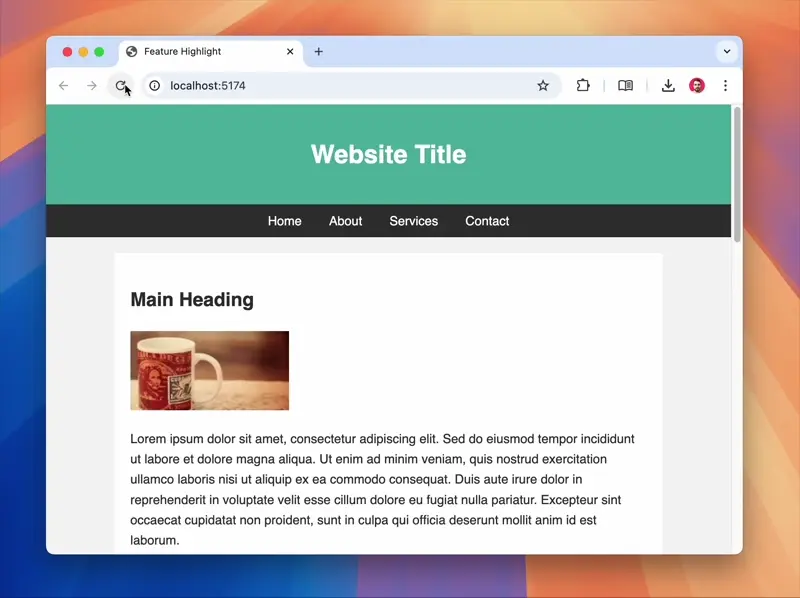 Feature Highlight
localhost:5174
Website Title
Home About Services Contact
Main Heading
Lorem ipsum dolor sit amet, consectetur adipiscing elit. Sed do eiusmod tempor incididunt
ut labore et dolore magna aliqua. Ut enim ad minim veniam, quis nostrud exercitation
ullamco laboris nisi ut aliquip ex ea commodo consequat. Duis aute irure dolor in
reprehenderit in voluptate velit esse cillum dolore eu fugiat nulla pariatur. Excepteur sint
occaecat cupidatat non proident, sunt in culpa qui officia deserunt mollit anim id est
laborum.